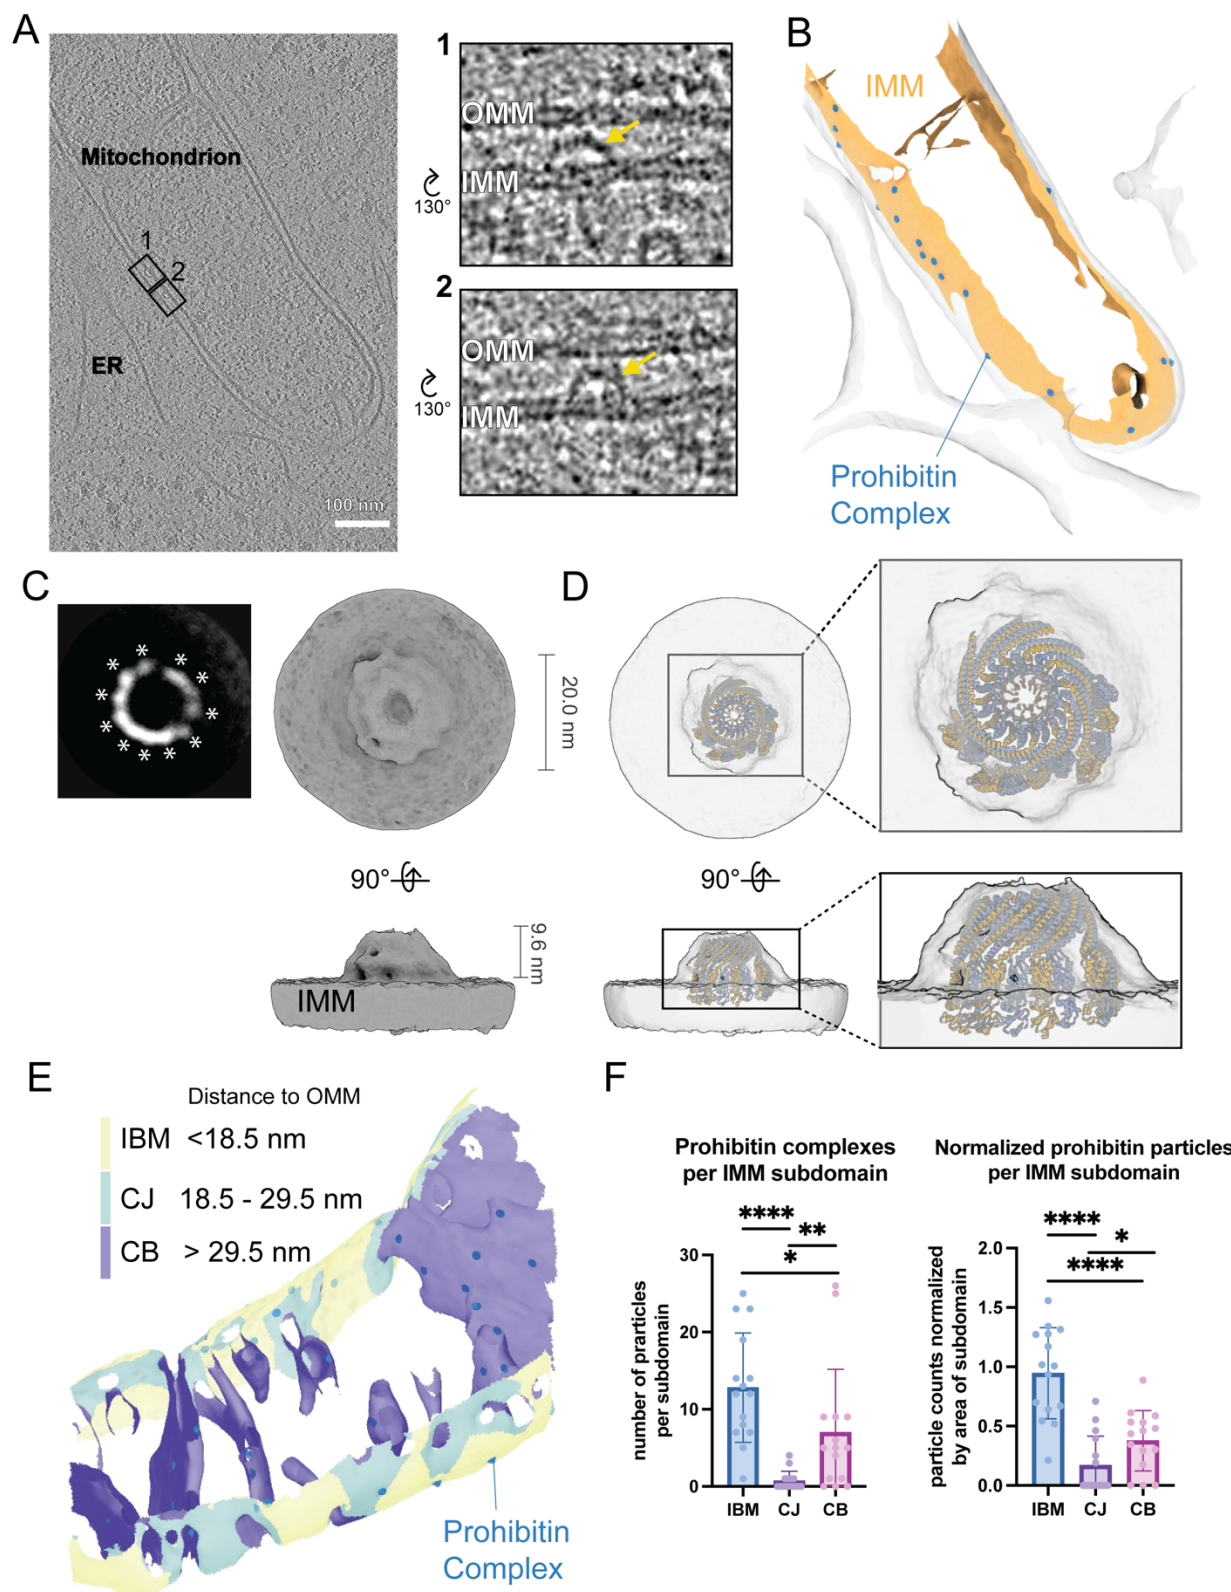 A
Mitochondrion
1
2
ER
100 nm
1
OMM
IMM
130°
2
OMM
IMM
130°
B
IMM
Prohibitin
Complex
C
* * * * * * * * * * *
20.0 nm
90°
9.6 nm
IMM
D
90°
E
Distance to OMM
IBM <18.5 nm
CJ 18.5 - 29.5 nm
CB > 29.5 nm
Prohibitin
Complex
F
Prohibitin complexes
per IMM subdomain
**** 
**
*
number of prarticles
per subdomain
30
20
10
0
IBM CJ CB
Normalized prohibitin particles
per IMM subdomain
****
*
****
particle counts normalized
by area of subdomain
2.0
1.5
1.0
0.5
0.0
IBM CJ CB